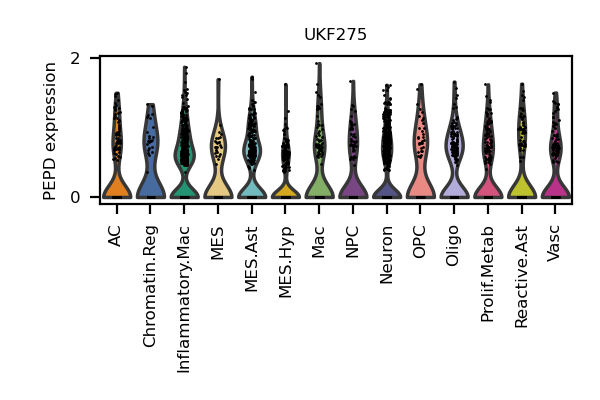 UKF275
PEPD expression
2
0
AC
Chromatin.Reg
Inflammatory.Mac
MES
MES.Ast
MES.Hyp
Mac
NPC
Neuron
OPC
Oligo
Prolif.Metab
Reactive.Ast
Vasc